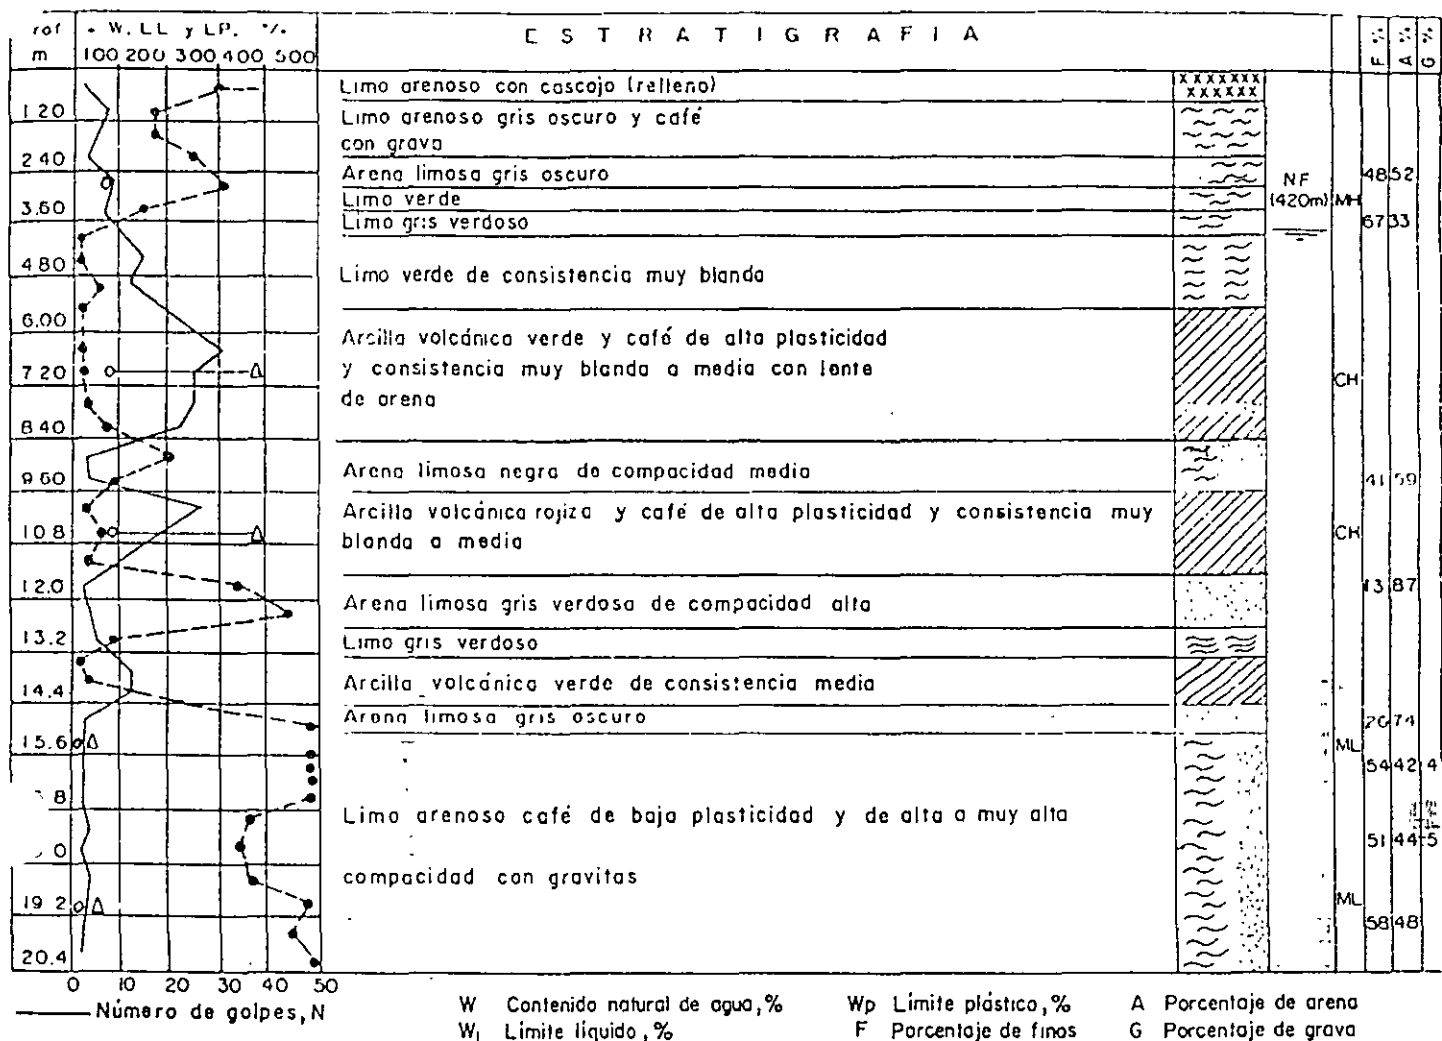 rof
m
W, LL y LP. %
100 200 300 400 500
ESTRATIGRAFIA
F %
A %
G %
Limo arenoso con cascajo (relleno)
1.20
Limo arenoso gris oscuro y café
con grava
2.40
Arena limosa gris oscuro
NF
48 52
Limo verde
(420m)
MH
3.60
Limo gris verdoso
67 33
4.80
Limo verde de consistencia muy blanda
6.00
Arcilla volcánica verde y café de alta plasticidad
7.20
y consistencia muy blanda a media con lente
CH
de arena
8.40
Arena limosa negra de compacidad media
41 59
9.60
Arcilla volcánica rojiza y café de alta plasticidad y consistencia muy
10.8
blanda a media
CH
12.0
13 87
Arena limosa gris verdosa de compacidad alta
13.2
Limo gris verdoso
14.4
Arcilla volcánica verde de consistencia media
Arena limosa gris oscuro
26 74
15.6
ML
54 42 4
.8
Limo arenoso café de baja plasticidad y de alta a muy alta
51 44 5
.0
compacidad con gravitas
19.2
ML
58 48
20.4
0 10 20 30 40 50
Número de golpes, N
W Contenido natural de agua, %
Wp Límite plástico, %
A Porcentaje de arena
Wl Límite líquido, %
F Porcentaje de finos
G Porcentaje de grava